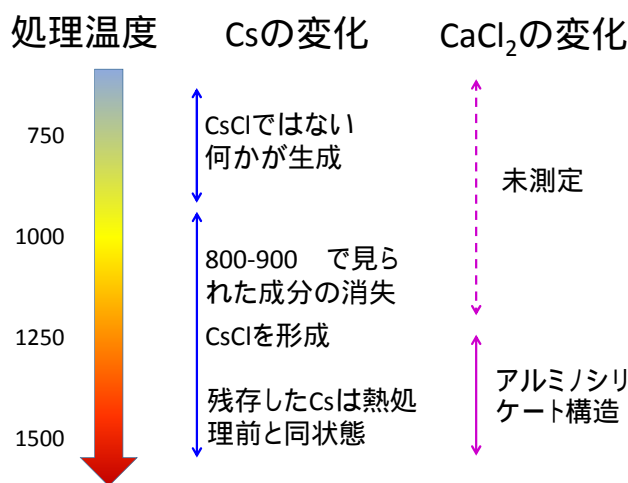 処理温度
Csの変化
CaCl₂の変化
750
1000
1250
1500
CsClではない
何かが生成
800-900　で見ら
れた成分の消失
CsClを形成
残存したCsは熱処
理前と同状態
未測定
アルミノシリ
ケート構造